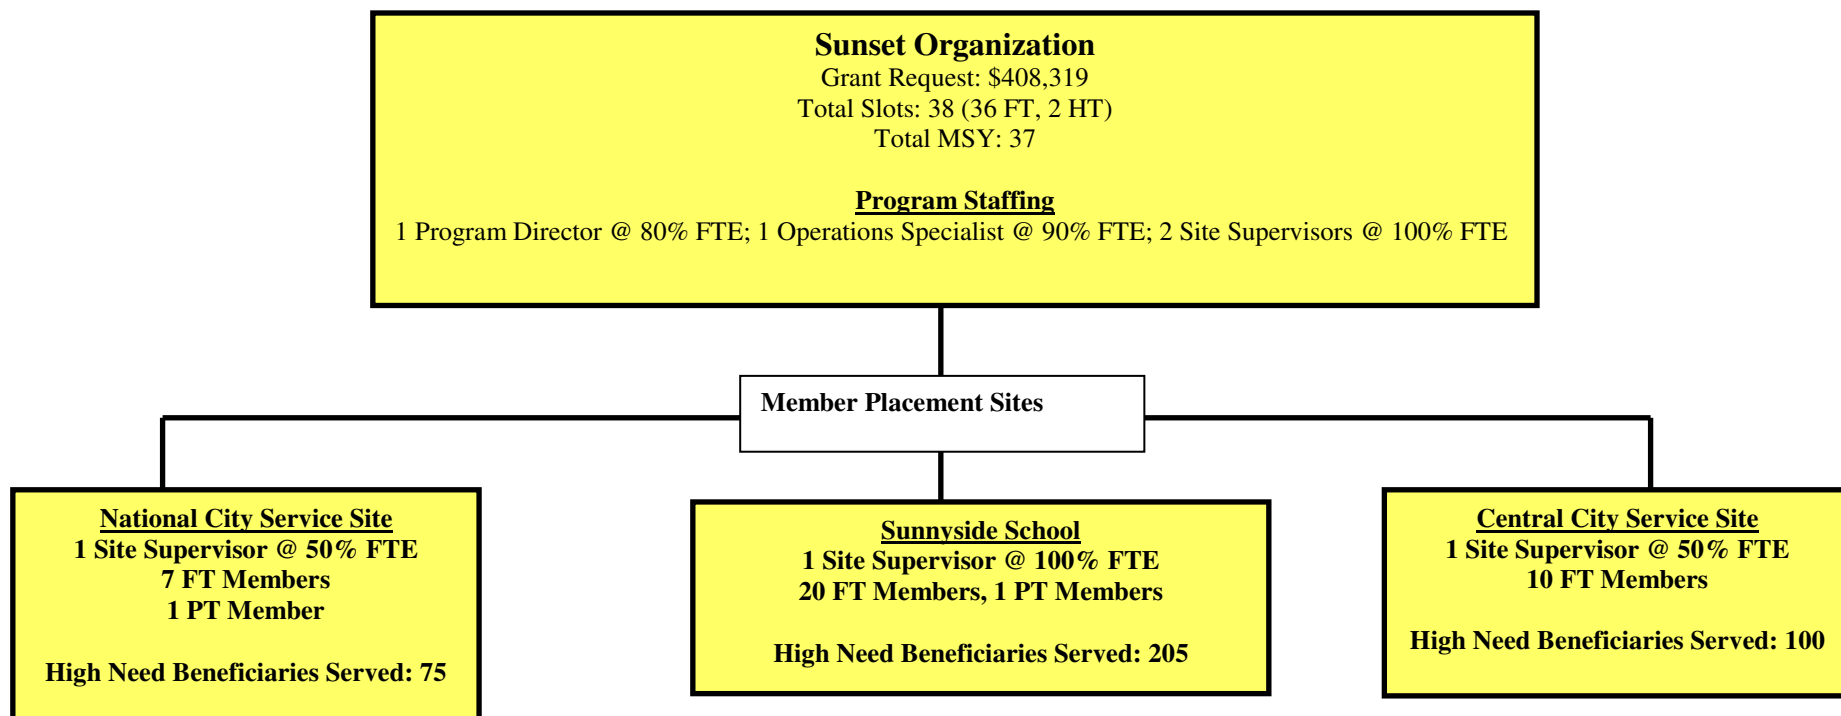 Sunset Organization
Grant Request: $408,319
Total Slots: 38 (36 FT, 2 HT)
Total MSY: 37
Program Staffing
1 Program Director @ 80% FTE; 1 Operations Specialist @ 90% FTE; 2 Site Supervisors @ 100% FTE
Member Placement Sites
National City Service Site
1 Site Supervisor @ 50% FTE
7 FT Members
1 PT Member
High Need Beneficiaries Served: 75
Sunnyside School
1 Site Supervisor @ 100% FTE
20 FT Members, 1 PT Members
High Need Beneficiaries Served: 205
Central City Service Site
1 Site Supervisor @ 50% FTE
10 FT Members
High Need Beneficiaries Served: 100